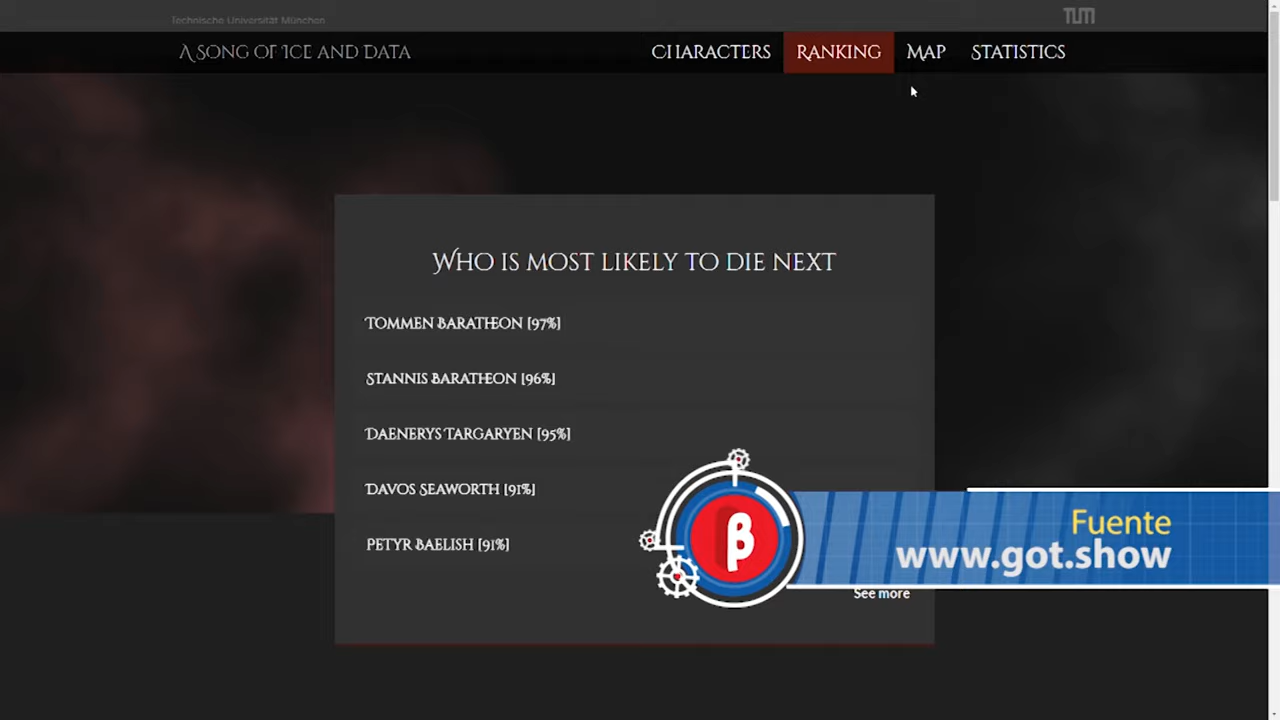 Technische Universität München
TUM
A Song of Ice and Data
Characters
Ranking
Map
Statistics
Who is most likely to die next
Tommen Baratheon [97%]
Stannis Baratheon [96%]
Daenerys Targaryen [95%]
Davos Seaworth [91%]
Petyr Baelish [91%]
β
Fuente
www.got.show
See more